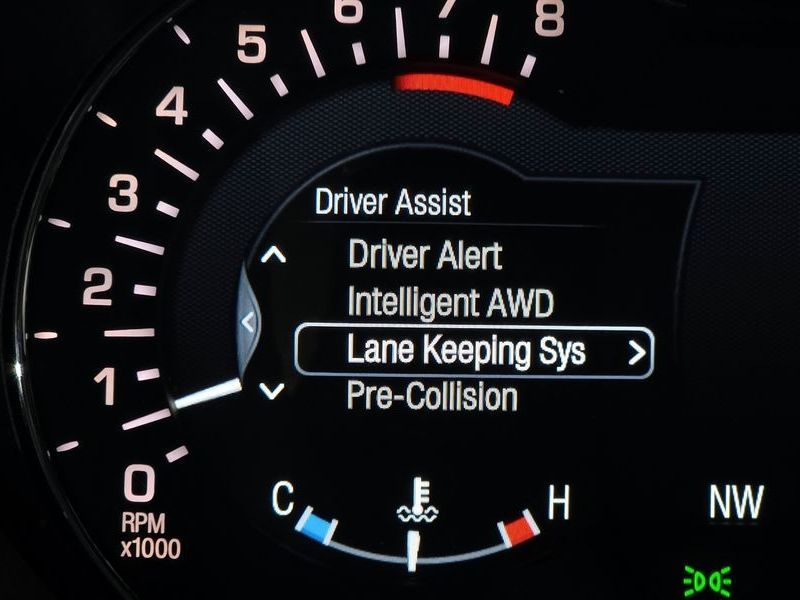 8
7
6
5
4
3
2
1
0
RPM
x1000
Driver Assist
Driver Alert
Intelligent AWD
Lane Keeping Sys >
Pre-Collision
C H
NW